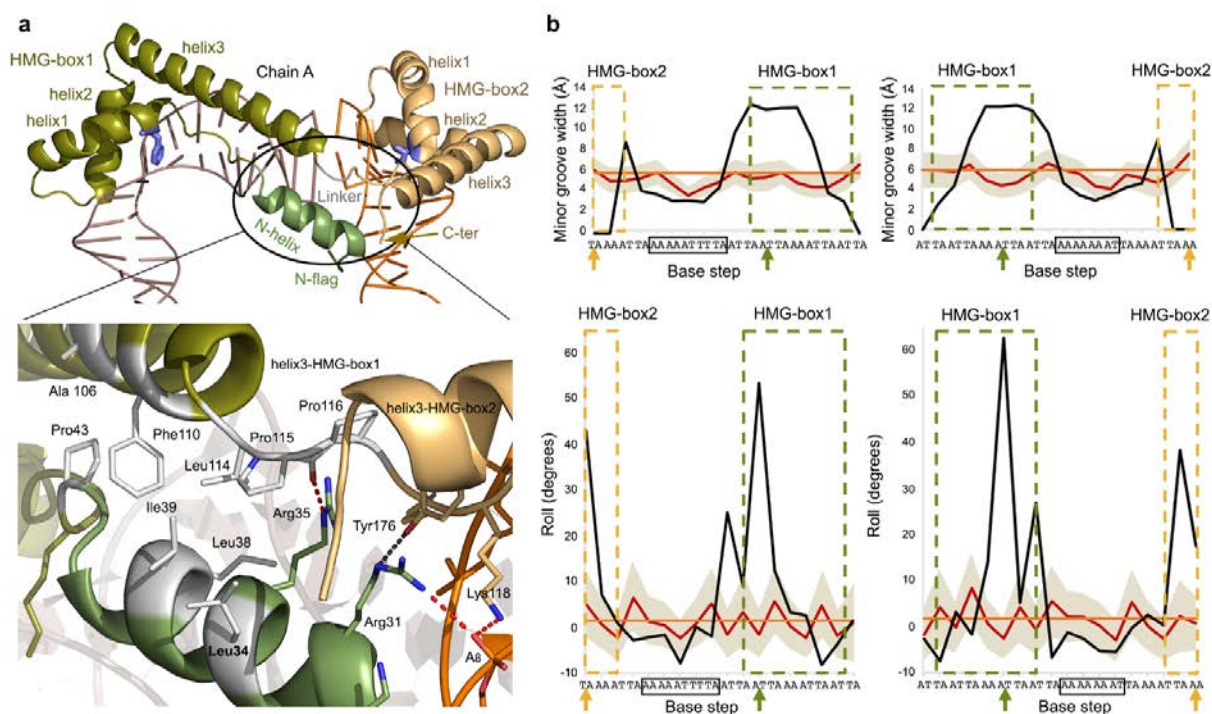 a
helix3
HMG-box1
Chain A
helix1
HMG-box2
helix2
helix1
helix2
helix3
Linker
N-helix
C-ter
N-flag
helix3-HMG-box1
Ala 106
Pro116
helix3-HMG-box2
Pro43
Phe110
Pro115
Leu114
Arg35
Tyr176
Ile39
Leu38
Lys118
Arg31
Leu34
A8
b
HMG-box2
HMG-box1
Minor groove width (Å)
14
12
10
8
6
4
2
0
TAAAATTAAAAAATTTTAATTAATTAAAATTAATTA
Base step
HMG-box1
HMG-box2
Minor groove width (Å)
14
12
10
8
6
4
2
0
ATTAATTAAAATTAATTAAAAAAATTAAAATTAAA
Base step
HMG-box2
HMG-box1
Roll (degrees)
60
50
40
30
20
10
0
-10
Base step
HMG-box1
HMG-box2
Roll (degrees)
60
50
40
30
20
10
0
-10
Base step